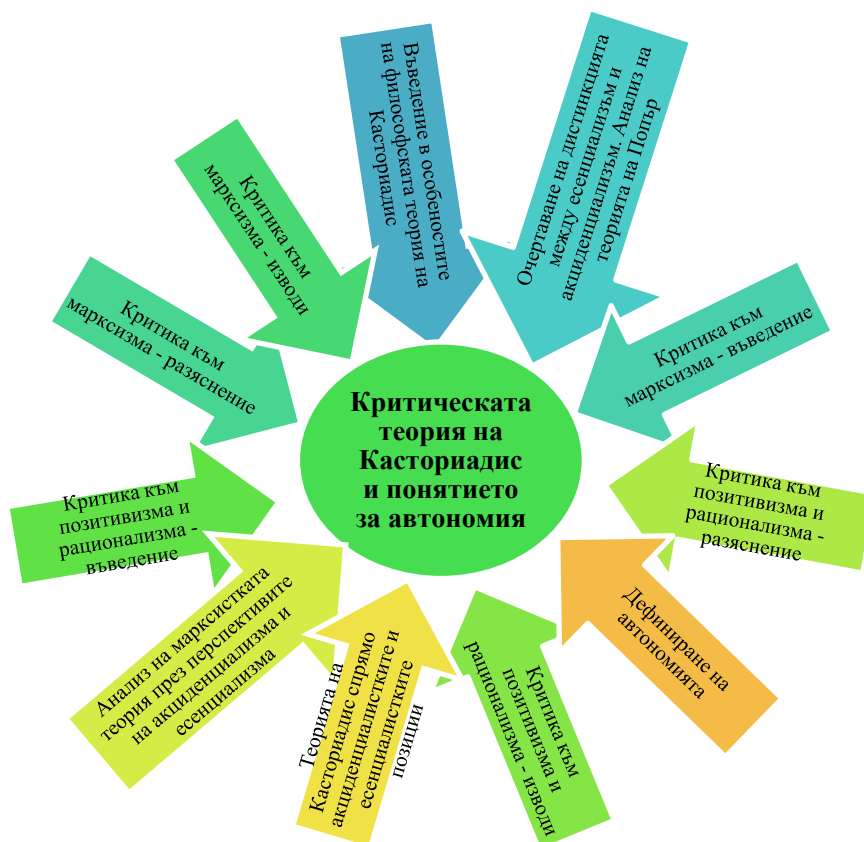 Въведение в особеностите
на философската теория на
Касториадис
Очертаване на дистинкцията
между есенциализъм и
акциденциализъм. Анализ на
теорията на Попър
Критика към
марксизма - въведение
Критика към
позитивизма и
рационализма -
разяснение
Дефиниране на
автономията
Критика към
позитивизма и
рационализма - изводи
Теорията на
Касториадис спрямо
акциденциалистките и
есенциалистките
позиции
Анализ на марксистката
теория през перспективите
на акциденциализма и
есенциализма
Критика към
позитивизма и
рационализма -
въведение
Критика към
марксизма - разяснение
Критика към
марксизма - изводи
Критическата
теория на
Касториадис
и понятието
за автономия